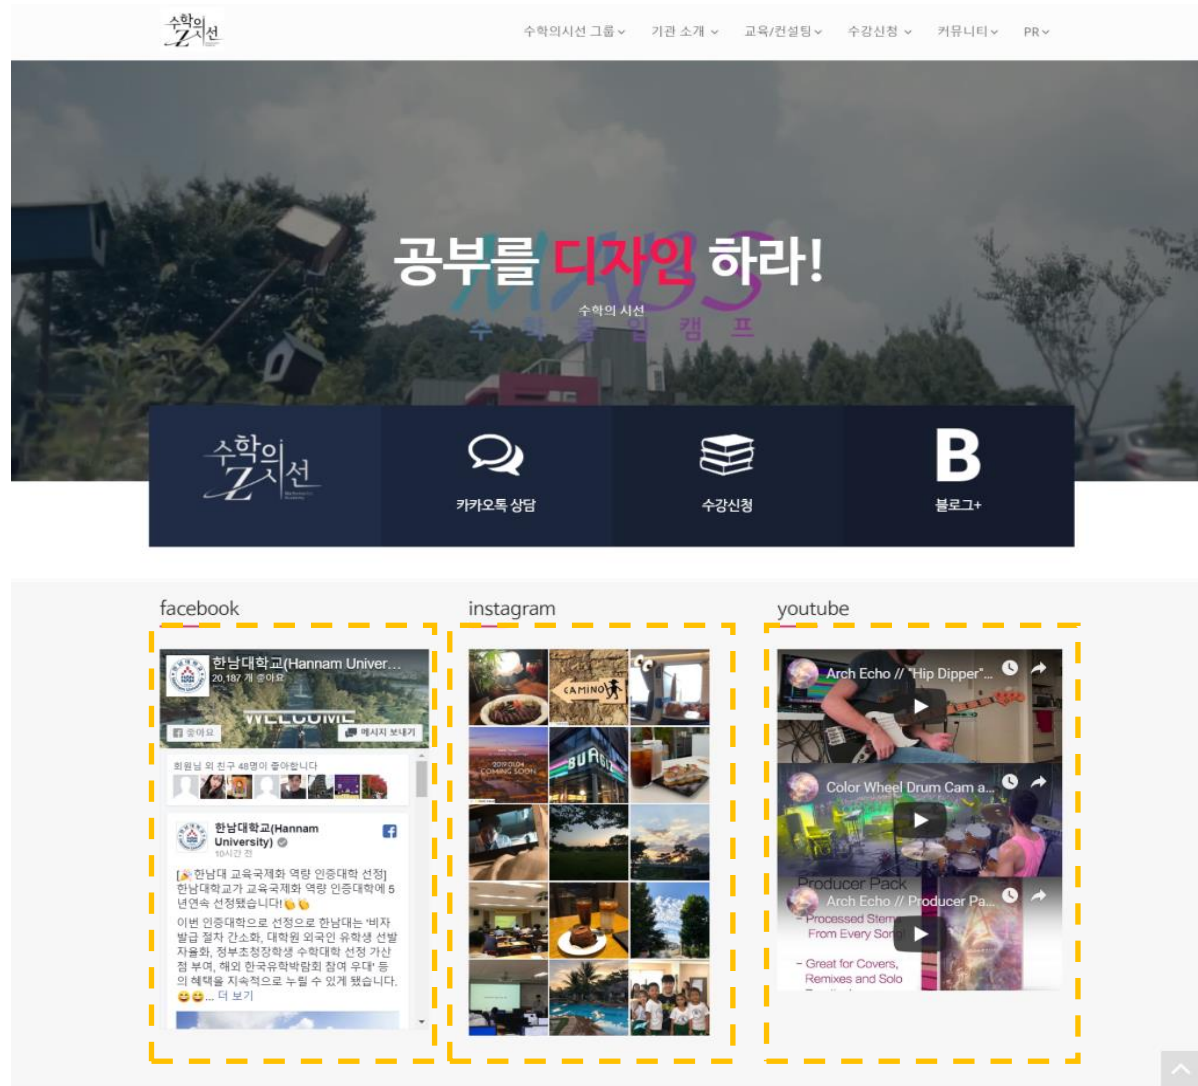 수학의
Z시선
수학의시선 그룹
기관 소개
교육/컨설팅
수강신청
커뮤니티
PR
공부를 디자인 하라!
MABS
수학의 시선
수학몰입캠프
수학의
Z시선
카카오톡 상담
수강신청
B
블로그+
facebook
instagram
youtube
한남대학교(Hannam Univer...
20,187 개 좋아요
WELCOME
좋아요
메시지 보내기
회원님 외 친구 48명이 좋아합니다
한남대학교(Hannam
University)
10시간 전
[🎉한남대 교육국제화 역량 인증대학 선정]
한남대학교가 교육국제화 역량 인증대학에 5
년연속 선정됐습니다!👏👏
이번 인증대학으로 선정으로 한남대는 '비자
발급 절차 간소화, 대학원 외국인 유학생 선발
자율화, 정부초청장학생 수학대학 선정 가산
점 부여, 해외 한국유학박람회 참여 우대' 등
의 혜택을 지속적으로 누릴 수 있게 됐습니다.
😄😄... 더 보기
CAMINO
2019.01.04
COMING SOON
BURGIZ
Arch Echo // "Hip Dipper"...
Color Wheel Drum Cam a...
Producer Pack
Arch Echo // Producer Pa...
- Processed Stems
From Every Song!
- Great for Covers,
Remixes and Solo